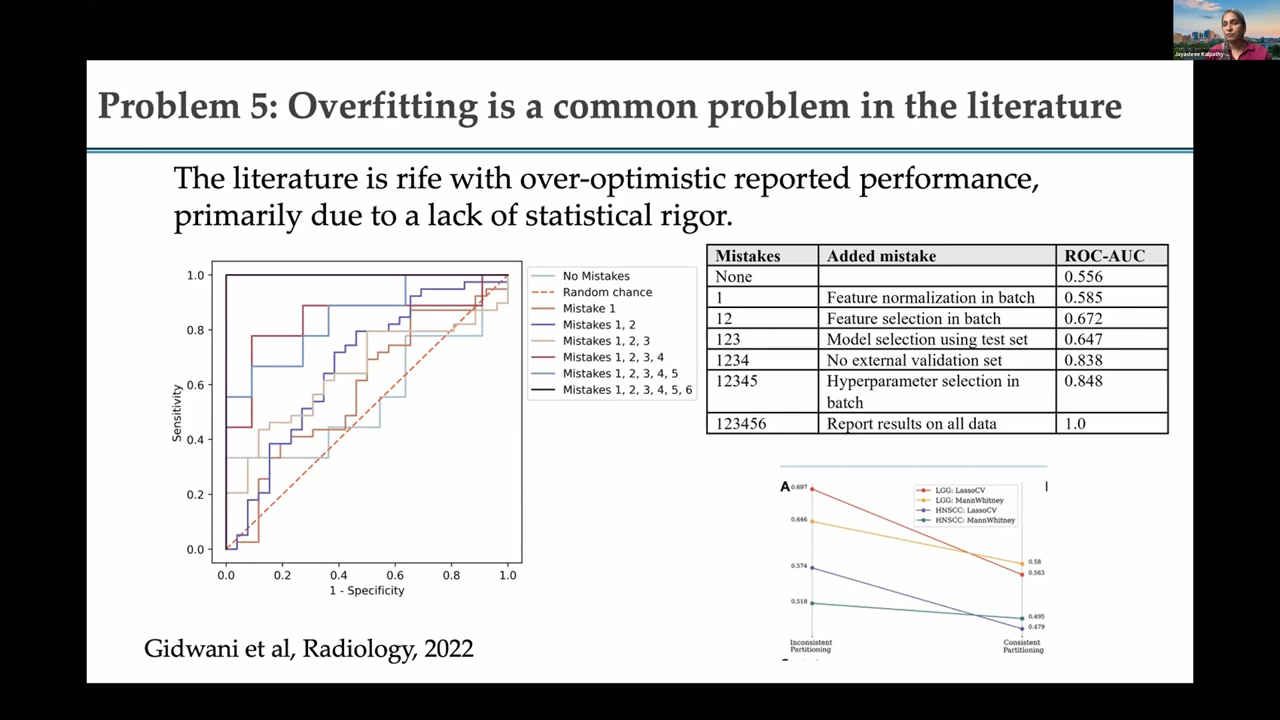 Jayashree Kalpathy-...
Problem 5: Overfitting is a common problem in the literature
The literature is rife with over-optimistic reported performance,
primarily due to a lack of statistical rigor.
1.0
0.8
0.6
0.4
0.2
0.0
Sensitivity
0.0 0.2 0.4 0.6 0.8 1.0
1 - Specificity
No Mistakes
Random chance
Mistake 1
Mistakes 1, 2
Mistakes 1, 2, 3
Mistakes 1, 2, 3, 4
Mistakes 1, 2, 3, 4, 5
Mistakes 1, 2, 3, 4, 5, 6
Mistakes Added mistake ROC-AUC
None 0.556
1 Feature normalization in batch 0.585
12 Feature selection in batch 0.672
123 Model selection using test set 0.647
1234 No external validation set 0.838
12345 Hyperparameter selection in 0.848
batch
123456 Report results on all data 1.0
A
0.697
0.646
0.574
0.518
LGG: LassoCV
LGG: MannWhitney
HNSCC: LassoCV
HNSCC: MannWhitney
0.58
0.563
0.495
0.479
Inconsistent
Partitioning
Consistent
Partitioning
Gidwani et al, Radiology, 2022